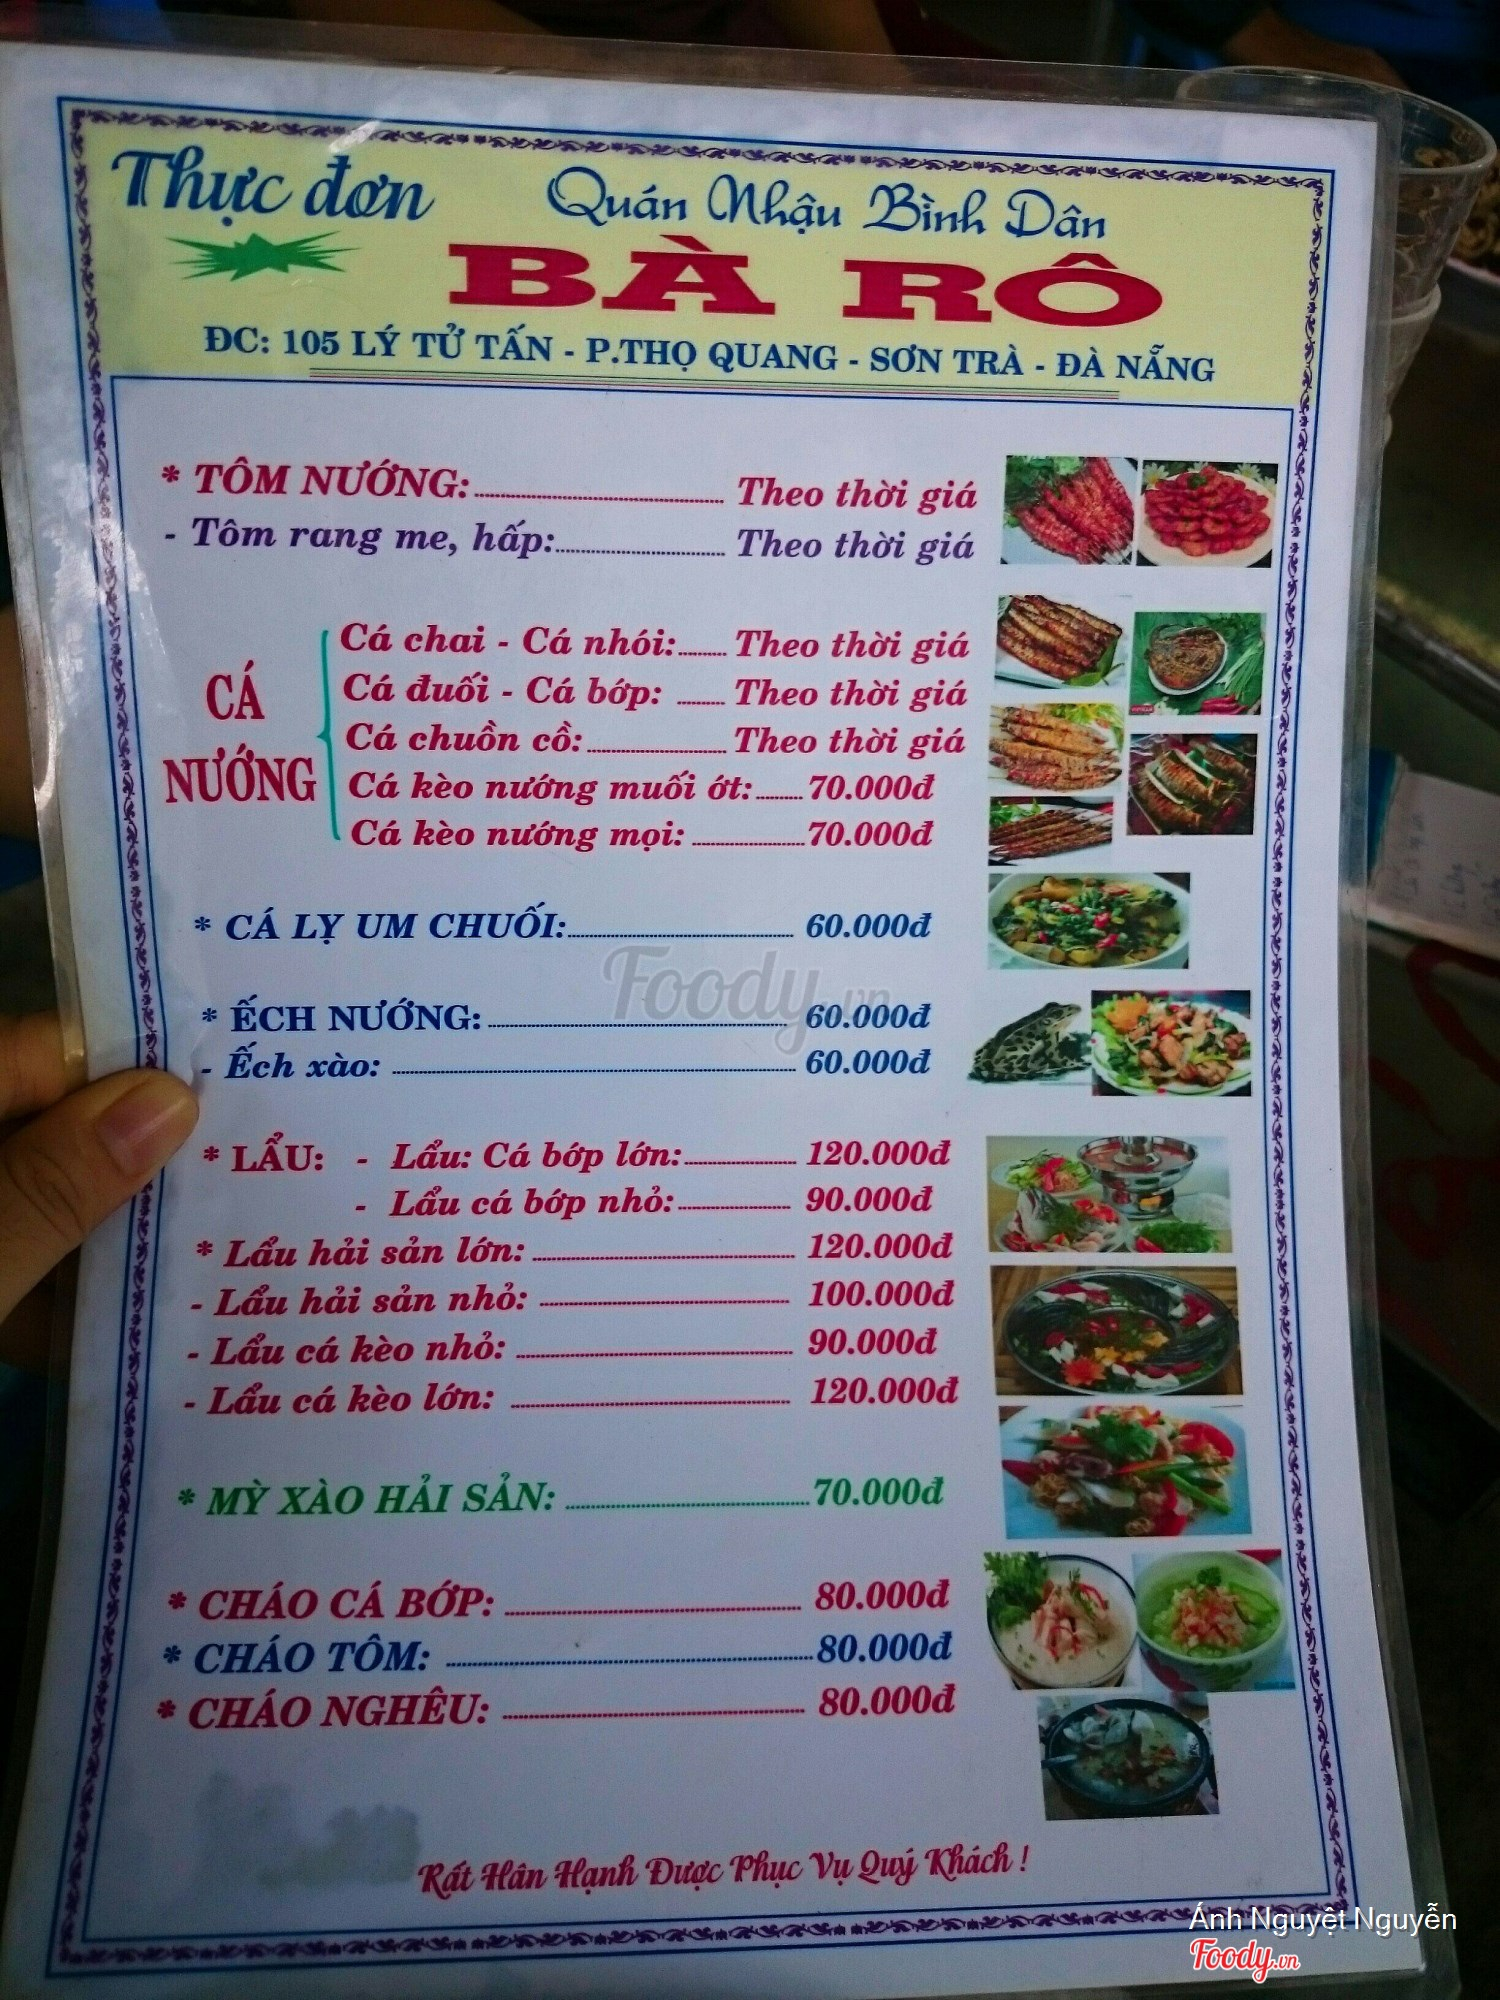 Thực đơn
Quán Nhậu Bình Dân
BÀ RÔ
ĐC: 105 LÝ TỬ TẤN - P.THỌ QUANG - SƠN TRÀ - ĐÀ NẴNG
* TÔM NƯỚNG: Theo thời giá
- Tôm rang me, hấp: Theo thời giá
CÁ NƯỚNG
Cá chai - Cá nhói: Theo thời giá
Cá đuối - Cá bớp: Theo thời giá
Cá chuồn cồ: Theo thời giá
Cá kèo nướng muối ớt: 70.000đ
Cá kèo nướng mọi: 70.000đ
* CÁ LỴ UM CHUỐI: 60.000đ
* ẾCH NƯỚNG: 60.000đ
- Ếch xào: 60.000đ
* LẨU: - Lẩu: Cá bớp lớn: 120.000đ
- Lẩu cá bớp nhỏ: 90.000đ
* Lẩu hải sản lớn: 120.000đ
- Lẩu hải sản nhỏ: 100.000đ
- Lẩu cá kèo nhỏ: 90.000đ
- Lẩu cá kèo lớn: 120.000đ
* MỲ XÀO HẢI SẢN: 70.000đ
* CHÁO CÁ BỚP: 80.000đ
* CHÁO TÔM: 80.000đ
* CHÁO NGHÊU: 80.000đ
Rất Hân Hạnh Được Phục Vụ Quý Khách !
Foody.vn
Ánh Nguyệt Nguyễn
Foody.vn